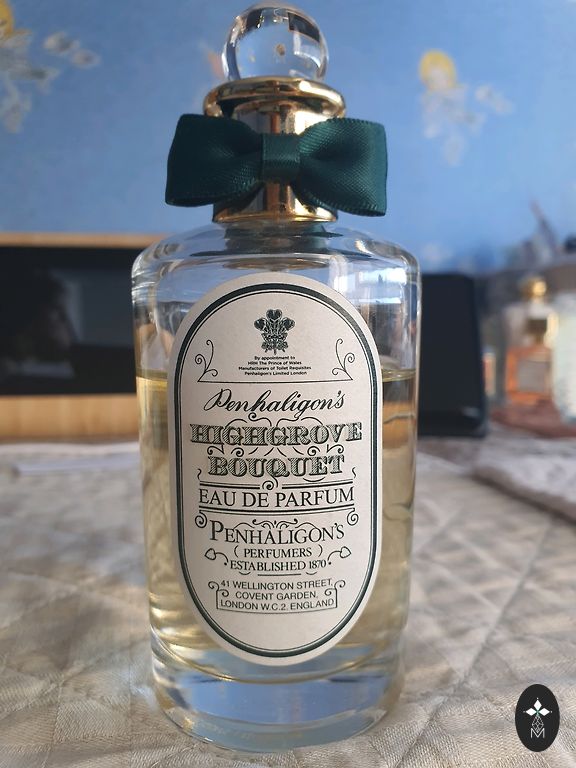 By appointment to
HRH The Prince of Wales
Manufacturers of Toilet Requisites
Penhaligon's Limited London
Penhaligon's
HIGHGROVE
BOUQUET
EAU DE PARFUM
PENHALIGON'S
( PERFUMERS )
ESTABLISHED 1870
41 WELLINGTON STREET,
COVENT GARDEN,
LONDON W.C.2. ENGLAND
M